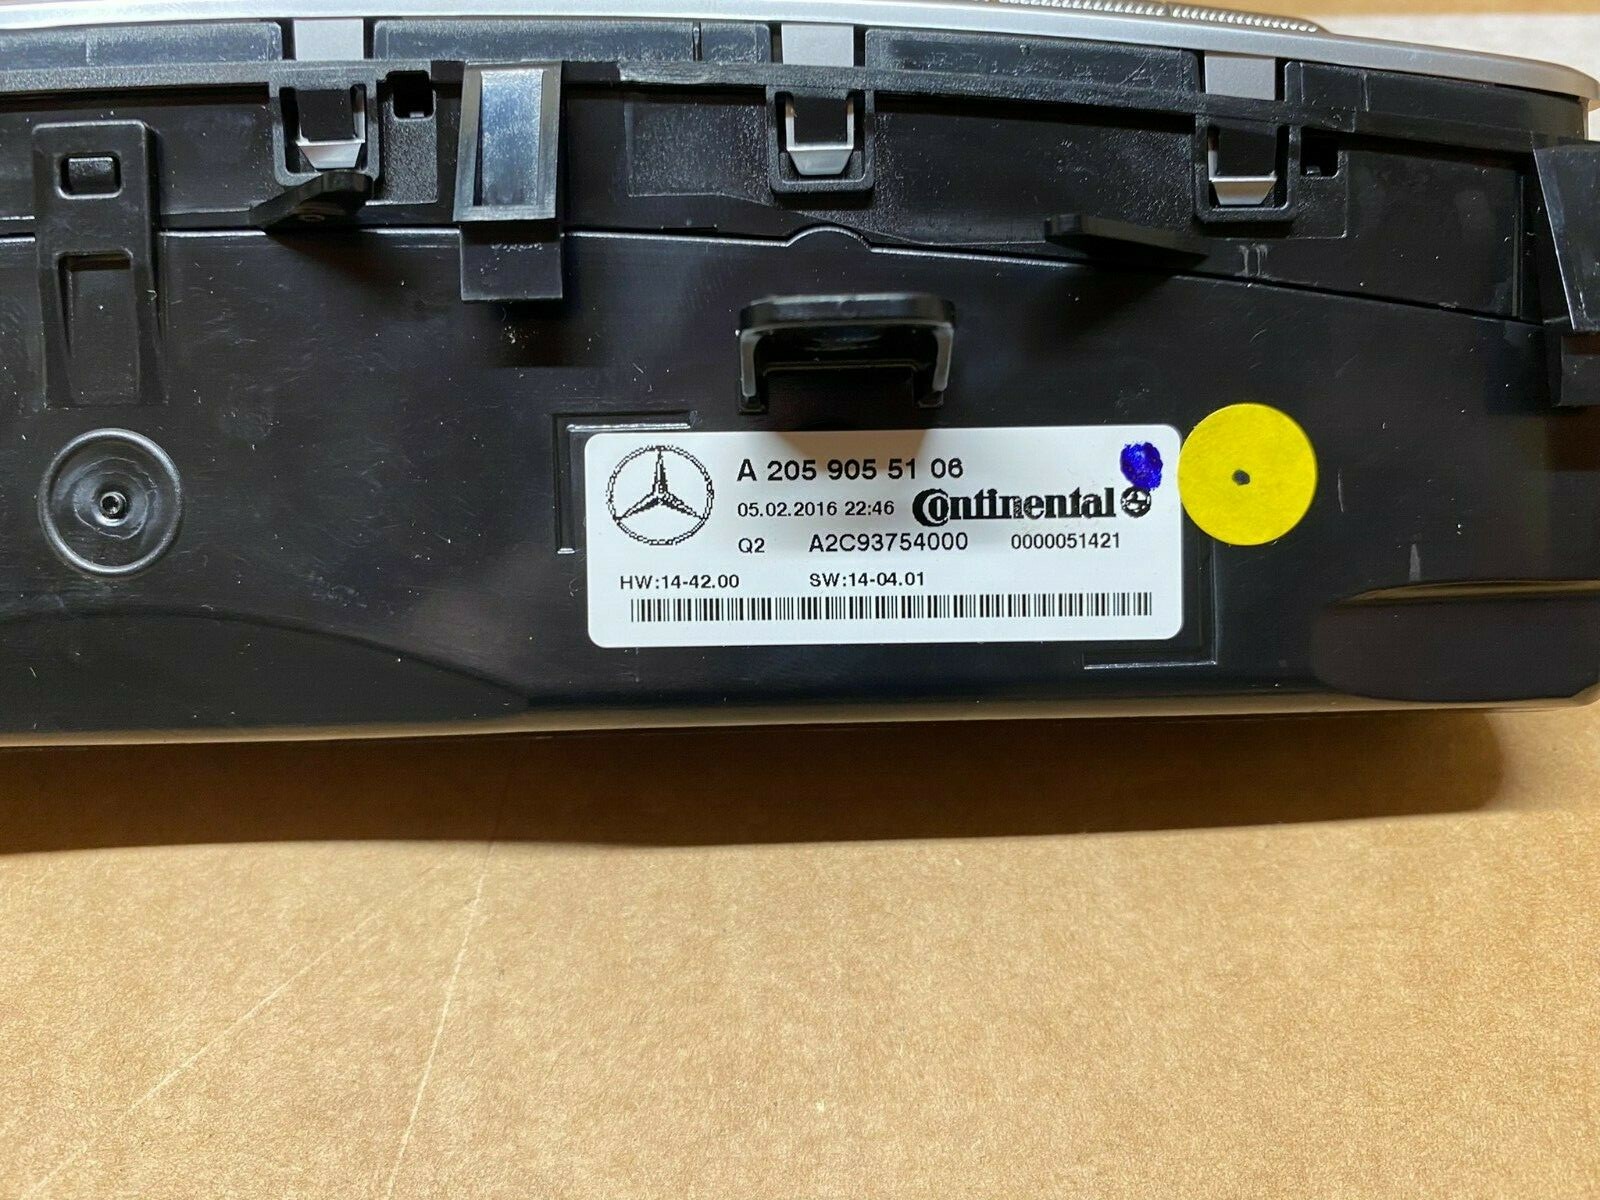 A 205 905 51 06
05.02.2016 22:46 Continental
Q2 A2C93754000 0000051421
HW:14-42.00 SW:14-04.01